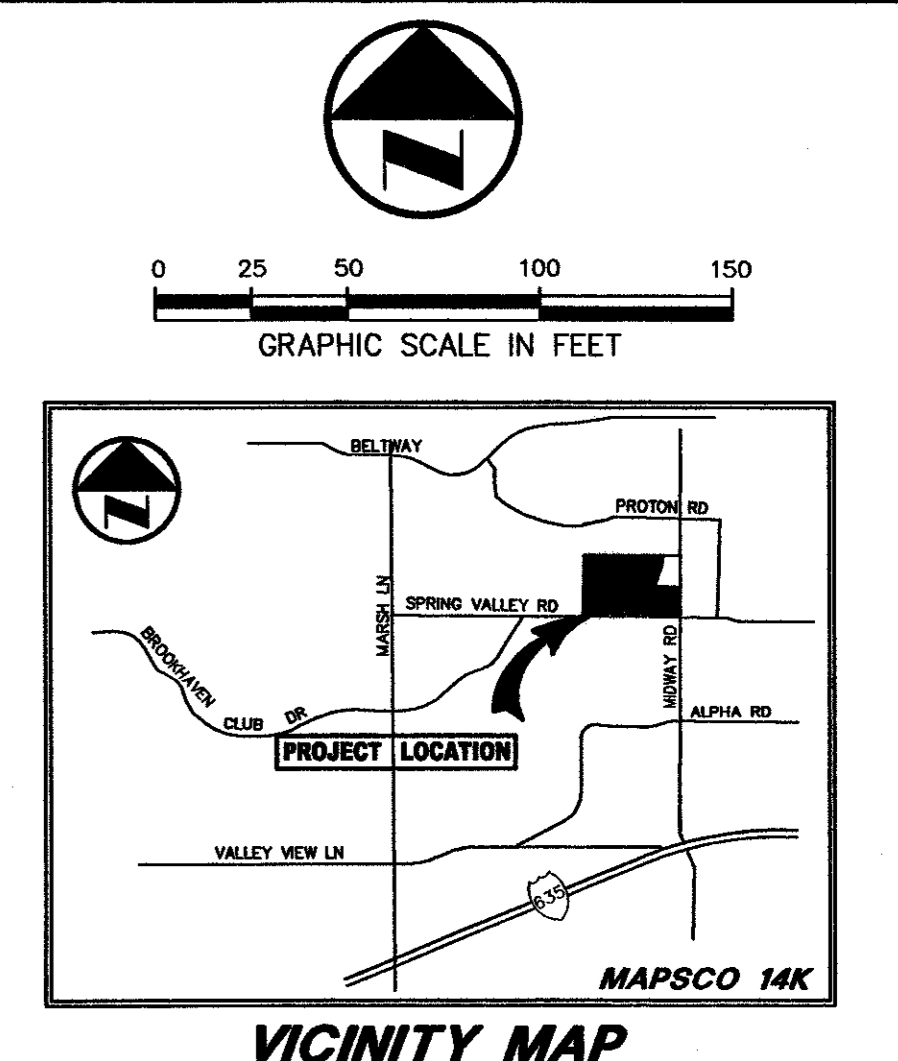 0 25 50 100 150
GRAPHIC SCALE IN FEET
BELTWAY
PROTON RD
MARSH LN
SPRING VALLEY RD
MIDWAY RD
BROOKHAVEN
CLUB DR
ALPHA RD
PROJECT LOCATION
VALLEY VIEW LN
635
MAPSCO 14K
VICINITY MAP